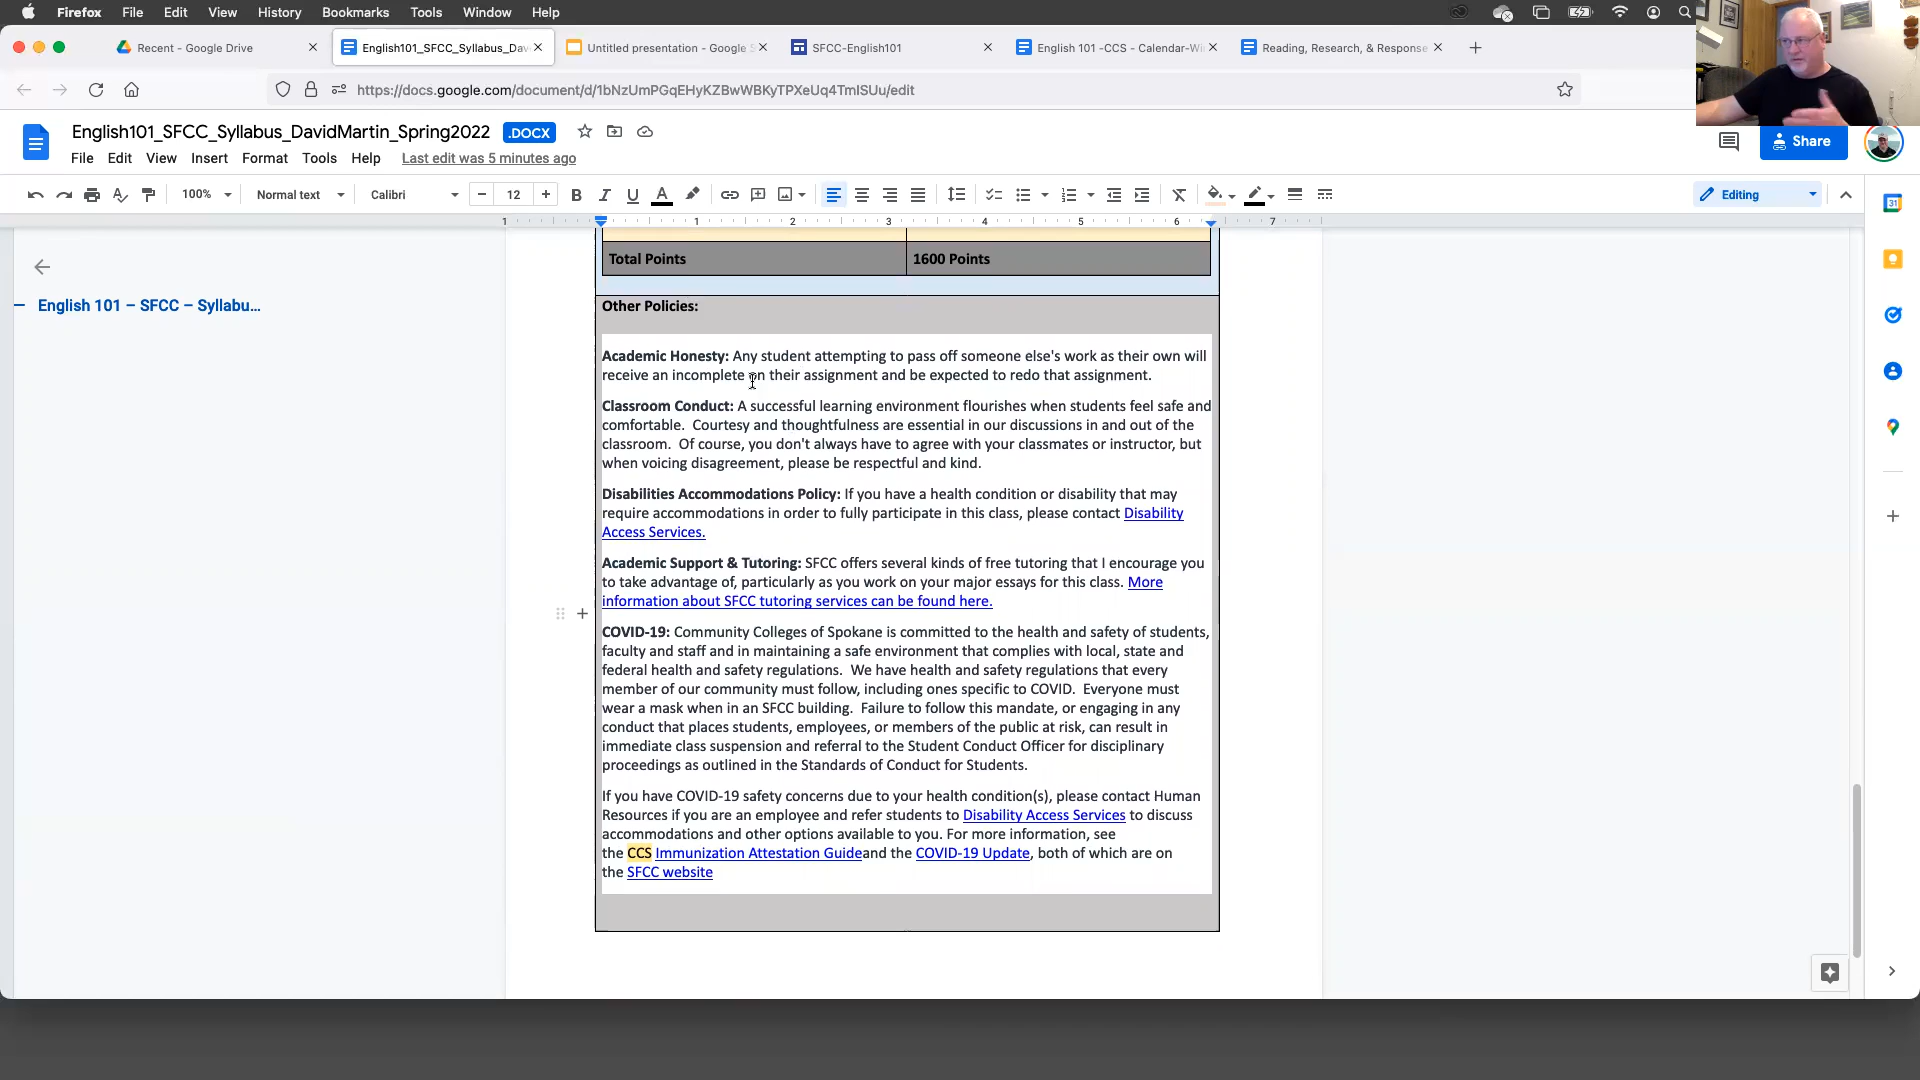 Firefox File Edit View History Bookmarks Tools Window Help
Recent - Google Drive English101_SFCC_Syllabus_Dav Untitled presentation - Google S SFCC-English101 English 101 -CCS - Calendar-Wi Reading, Research, & Response
https://docs.google.com/document/d/1bNzUmPGqEHyKZBwWBKyTPXeUq4TmISUu/edit
English101_SFCC_Syllabus_DavidMartin_Spring2022 .DOCX
Share
File Edit View Insert Format Tools Help Last edit was 5 minutes ago
100% Normal text Calibri 12 B I U A Editing
1 1 2 3 4 5 6 7
31
Total Points 1600 Points
English 101 – SFCC – Syllabu...
Other Policies:
Academic Honesty: Any student attempting to pass off someone else's work as their own will
receive an incomplete on their assignment and be expected to redo that assignment.
Classroom Conduct: A successful learning environment flourishes when students feel safe and
comfortable. Courtesy and thoughtfulness are essential in our discussions in and out of the
classroom. Of course, you don't always have to agree with your classmates or instructor, but
when voicing disagreement, please be respectful and kind.
Disabilities Accommodations Policy: If you have a health condition or disability that may
require accommodations in order to fully participate in this class, please contact Disability
Access Services.
Academic Support & Tutoring: SFCC offers several kinds of free tutoring that I encourage you
to take advantage of, particularly as you work on your major essays for this class. More
information about SFCC tutoring services can be found here.
COVID-19: Community Colleges of Spokane is committed to the health and safety of students,
faculty and staff and in maintaining a safe environment that complies with local, state and
federal health and safety regulations. We have health and safety regulations that every
member of our community must follow, including ones specific to COVID. Everyone must
wear a mask when in an SFCC building. Failure to follow this mandate, or engaging in any
conduct that places students, employees, or members of the public at risk, can result in
immediate class suspension and referral to the Student Conduct Officer for disciplinary
proceedings as outlined in the Standards of Conduct for Students.
If you have COVID-19 safety concerns due to your health condition(s), please contact Human
Resources if you are an employee and refer students to Disability Access Services to discuss
accommodations and other options available to you. For more information, see
the CCS Immunization Attestation Guideand the COVID-19 Update, both of which are on
the SFCC website